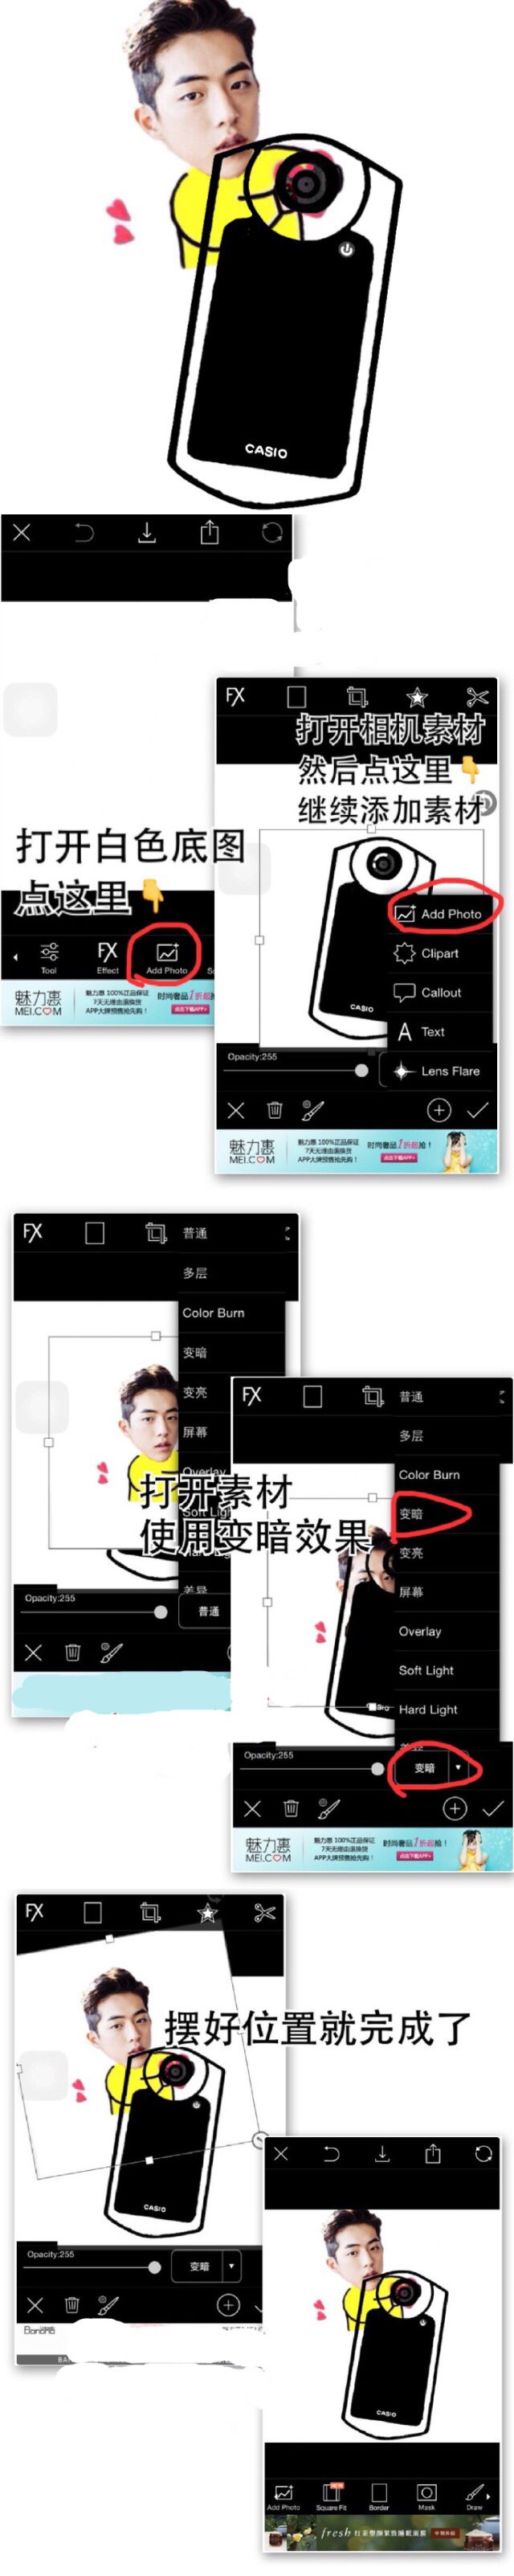 CASIO
打开白色底图
点这里👇
Tool
Effect
Add Photo
魅力惠
MEI.COM
魅力惠 100%正品保证
7天无理由退换货
APP大牌预售抢先购!
时尚奢品1折起
FX
打开相机素材
然后点这里👇
继续添加素材
Add Photo
Clipart
Callout
Text
Lens Flare
CASIO
Opacity:255
魅力惠
MEI.COM
魅力惠 100%正品保证
7天无理由退换货
APP大牌预售抢先购!
时尚奢品1折起抢!
点击下载APP
FX
普通
多层
Color Burn
变暗
变亮
屏幕
Overlay
Soft Light
差异
Opacity:255
普通
打开素材
使用变暗效果
FX
普通
多层
Color Burn
变暗
变亮
屏幕
Overlay
Soft Light
Hard Light
Opacity:255
变暗
魅力惠
MEI.COM
魅力惠 100%正品保证
7天无理由退换货
APP大牌预售抢先购!
时尚奢品1折起抢!
点击下载APP
FX
摆好位置就完成了
CASIO
Opacity:255
变暗
BA
CASIO
Add Photo
Square Fit
Border
Mask
Draw
fresh